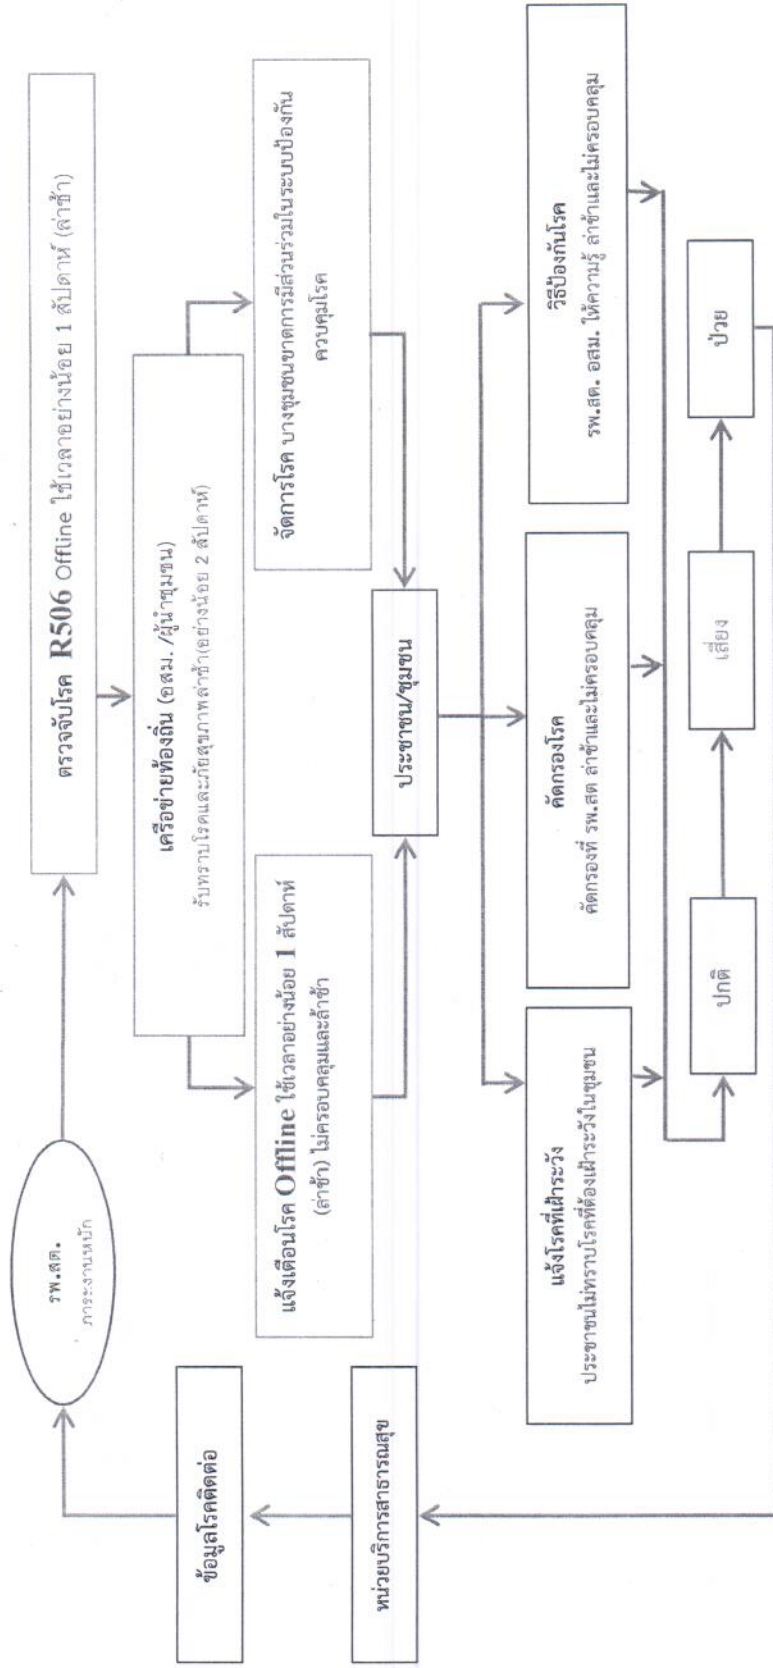 รพ.สต.
ภาระงานหนัก
ตรวจจับโรค R506 Offline ใช้เวลาอย่างน้อย 1 สัปดาห์ (ล่าช้า)
ข้อมูลโรคติดต่อ
เครือข่ายท้องถิ่น (อสม. /ผู้นำชุมชน)
รับทราบโรคและภัยสุขภาพล่าช้า(อย่างน้อย 2 สัปดาห์)
หน่วยบริการสาธารณสุข
แจ้งเตือนโรค Offline ใช้เวลาอย่างน้อย 1 สัปดาห์
(ล่าช้า) ไม่ครอบคลุมและล้าช้า
จัดการโรค บางชุมชนขาดการมีส่วนร่วมในระบบป้องกัน
ควบคุมโรค
ประชาชน/ชุมชน
แจ้งโรคที่เฝ้าระวัง
ประชาชนไม่ทราบโรคที่ต้องเฝ้าระวังในชุมชน
คัดกรองโรค
คัดกรองที่ รพ.สต ล่าช้าและไม่ครอบคลุม
วิธีป้องกันโรค
รพ.สต. อสม. ให้ความรู้ ล่าช้าและไม่ครอบคลุม
ปกติ
เสี่ยง
ป่วย